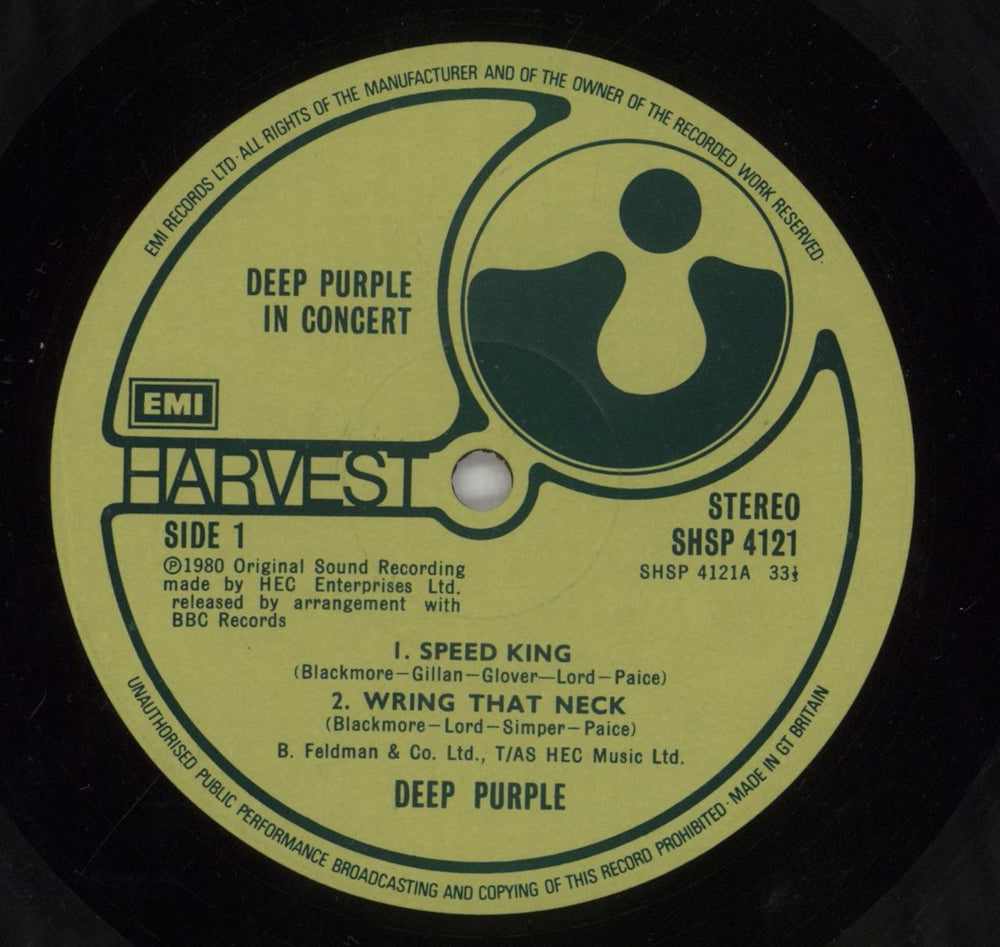 EMI RECORDS LTD·ALL RIGHTS OF THE MANUFACTURER AND OF THE OWNER OF THE RECORDED WORK RESERVED·
DEEP PURPLE
IN CONCERT
EMI
HARVEST
SIDE 1
℗1980 Original Sound Recording
made by HEC Enterprises Ltd.
released by arrangement with
BBC Records
STEREO
SHSP 4121
SHSP 4121A 33⅓
1. SPEED KING
(Blackmore—Gillan—Glover—Lord—Paice)
2. WRING THAT NECK
(Blackmore—Lord—Simper—Paice)
B. Feldman & Co. Ltd., T/AS HEC Music Ltd.
DEEP PURPLE
UNAUTHORISED PUBLIC PERFORMANCE BROADCASTING AND COPYING OF THIS RECORD PROHIBITED·MADE IN GT BRITAIN